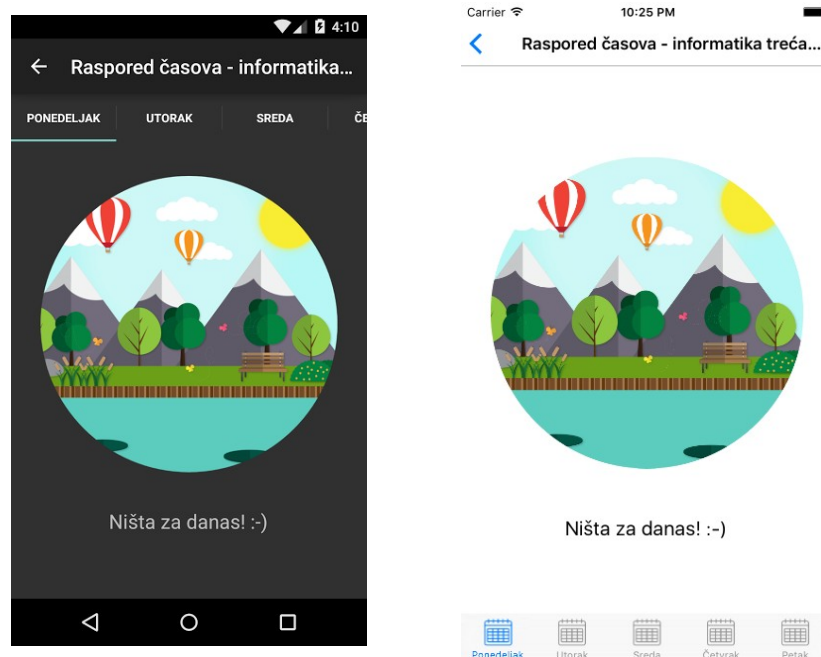 4:10
Raspored časova - informatika...
PONEDELJAK UTORAK SREDA ČE
Ništa za danas! :-)
Carrier 10:25 PM
Raspored časova - informatika treća...
Ništa za danas! :-)
Ponedeljak Utorak Sreda Četvrtak Petak